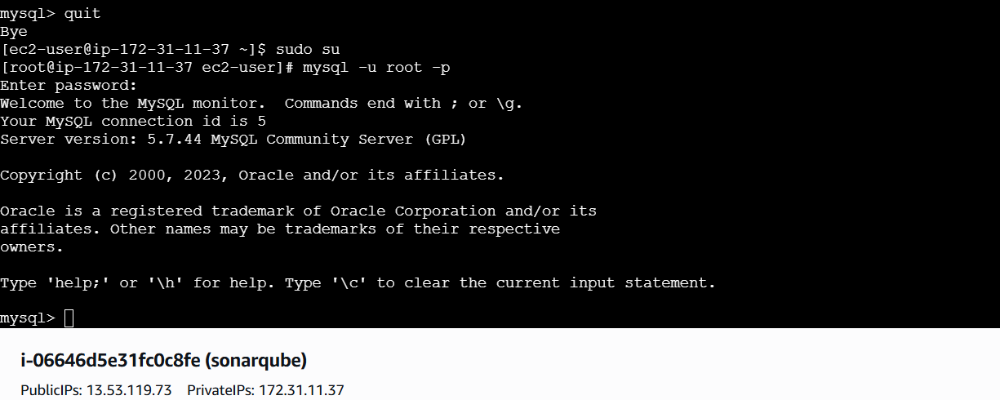 mysql> quit
Bye
[ec2-user@ip-172-31-11-37 ~]$ sudo su
[root@ip-172-31-11-37 ec2-user]# mysql -u root -p
Enter password:
Welcome to the MySQL monitor.  Commands end with ; or \g.
Your MySQL connection id is 5
Server version: 5.7.44 MySQL Community Server (GPL)
Copyright (c) 2000, 2023, Oracle and/or its affiliates.
Oracle is a registered trademark of Oracle Corporation and/or its
affiliates. Other names may be trademarks of their respective
owners.
Type 'help;' or '\h' for help. Type '\c' to clear the current input statement.
mysql>
i-06646d5e31fc0c8fe (sonarqube)
PublicIPs: 13.53.119.73    PrivateIPs: 172.31.11.37